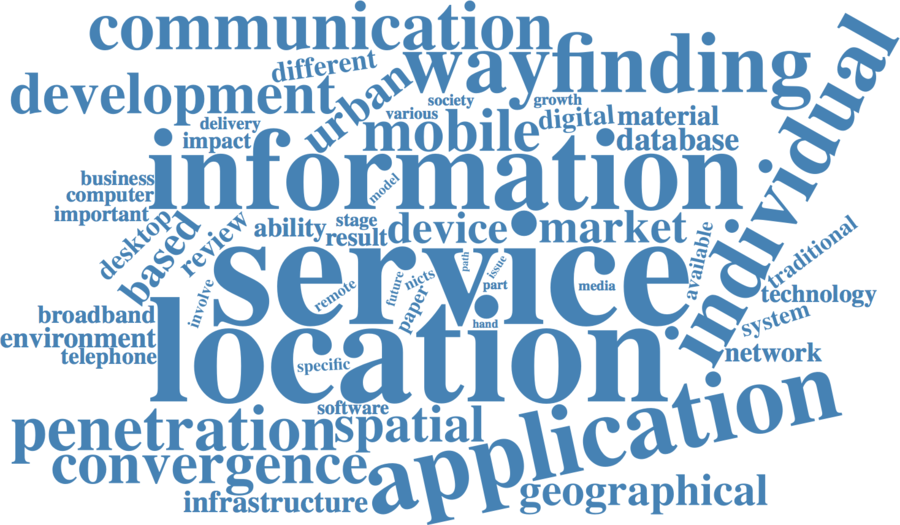 communication
different
wayfinding
individual
development
urban
society
growth
various
delivery
impact
mobile
digital
material
database
information
business
computer
important
model
desktop
based
review
ability
stage
result
device
market
available
traditional
service
path
issue
part
nicts
future
paper
remote
involve
media
technology
system
broadband
environment
telephone
hand
location
specific
network
software
penetration
spatial
application
convergence
infrastructure
geographical